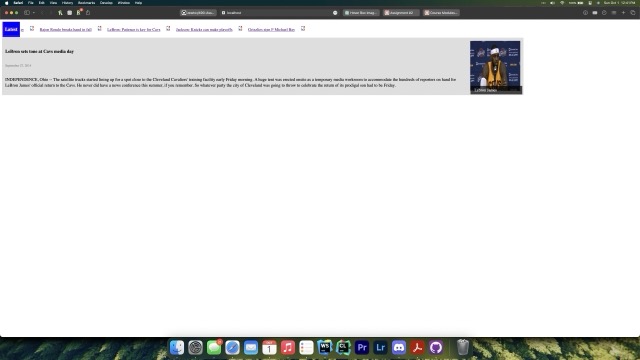 Safari File Edit View History Bookmarks Develop Window Help
localhost
Latest Rajon Rondo breaks hand in fall LeBron: Patience is key for Cavs Jackson: Knicks can make playoffs Grizzlies star P Michael Ray
LeBron sets tone at Cavs media day
September 27, 2014
INDEPENDENCE, Ohio -- The satellite trucks started lining up for a spot close to the Cleveland Cavaliers' training facility early Friday morning. A huge tent was erected outside as a temporary media workroom to accommodate the hundreds of reporters on hand for
LeBron James' official return to the Cavs. He never did have a news conference this summer, if you remember. So whatever party the city of Cleveland was going to throw to celebrate the return of its prodigal son had to be Friday.
LeBron James